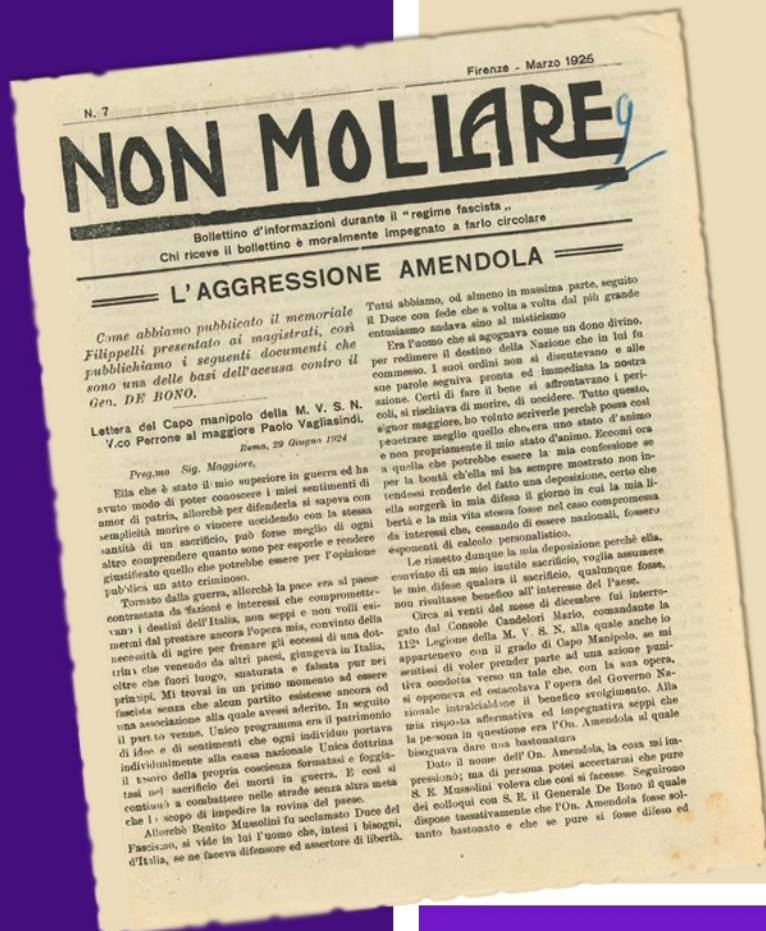 Firenze - Marzo 1925
N. 7
NON MOLLARE
9
Bollettino d'informazioni durante il "regime fascista „
Chi riceve il bollettino è moralmente impegnato a farlo circolare
L'AGGRESSIONE AMENDOLA
Come abbiamo pubbticato il memoriale
Filippelli presentato ai magistrati, così
pubblichiamo i seguenti documenti che
sono una delle basi dell'aceusa contro il
Gen. DE BONO.
Lettera del Capo manipolo della M. V. S. N.
V.co Perrone al maggiore Paolo Vagliasindi.
Roma, 29 Giugno 1924
Preg.mo Sig. Maggiore,
Ella che è stato il mio superiore in guerra ed ha
avuto modo di poter conoscere i miei sentimenti di
amor di patria, allorchè per difenderla si sapeva con
semplicità morire o vincere uccidendo con la stessa
santità di un sacrificio, può forse meglio di ogni
altro comprendere quanto sono per esporle e rendere
giustificato quello che potrebbe essere per l'opinione
pubblica un atto criminoso.
Tornato dalla guerra, allorchè la pace era al paese
contrastata da fazioni e interessi che compromette-
vano i destini dell'Italia, non seppi e non volli esi-
mermi dal prestare ancora l'opera mia, convinto della
necessità di agire per frenare gli eccessi di una dot-
trina che venendo da altri paesi, giungeva in Italia,
oltre che fuori luogo, snaturata e falsata pur nei
principi. Mi trovai in un primo momento ad essere
fascista senza che alcun partito esistesse ancora od
una associazione alla quale avessi aderito. In seguito
il partito venne. Unico programma era il patrimonio
di idee e di sentimenti che ogni individuo portava
individualmente alla causa nazionale Unica dottrina
il tesoro della propria coscienza formatasi e foggia-
tasi nel sacrificio dei morti in guerra. E così si
continuò a combattere nelle strade senza altra meta
che lo scopo di impedire la rovina del paese.
Allorchè Benito Mussolini fu acclamato Duce del
Fascismo, si vide in lui l'uomo che, intesi i bisogni,
d'Italia, se ne faceva difensore ed assertore di libertà.
Tutti abbiamo, od almeno in massima parte, seguito
il Duce con fede che a volta a volta dal più grande
entusiasmo andava sino al misticismo
Era l'uomo che si agognava come un dono divino,
per redimere il destino della Nazione che in lui fu
commesso. I suoi ordini non si discutevano e alle
sue parole seguiva pronta ed immediata la nostra
azione. Certi di fare il bene si affrontavano i peri-
coli, si rischiava di morire, di uccidere. Tutto questo,
signor maggiore, ho voluto scriverle perchè possa così
penetrare meglio quello che era uno stato d'animo
e non propriamente il mio stato d'animo. Eccomi ora
a quella che potrebbe essere la mia confessione se
per la bontà ch'ella mi ha sempre mostrato non in-
tendessi renderle del fatto una deposizione, certo che
ella sorgerà in mia difesa il giorno in cui la mia li-
bertà e la mia vita stessa fosse nel caso compromessa
da interessi che, cessando di essere nazionali, fossero
esponenti di calcolo personalistico.
Le rimetto dunque la mia deposizione perchè ella,
convinto di un mio inutile sacrificio, voglia assumere
le mie difese qualora il sacrificio, qualunque fosse,
non risultasse benefico all'interesse del Paese.
Circa ai venti del mese di dicembre fui interro-
gato dal Console Candelori Mario, comandante la
112ª Legione della M. V. S. N. alla quale anche io
appartenevo con il grado di Capo Manipolo, se mi
sentissi di voler prender parte ad una azione puni-
tiva condotta verso un tale che, con la sua opera,
si opponeva ed ostacolava l'opera del Governo Na-
zionale intralciandone il benefico svolgimento. Alla
mia risposta affermativa ed impegnativa seppi che
la persona in questione era l'On. Amendola al quale
bisognava dare una bastonatura
Dato il nome dell'On. Amendola, la cosa mi im-
pressionò; ma di persona potei accertarmi che pure
S. E. Mussolini voleva che così si facesse. Seguirono
dei colloqui con S. E. il Generale De Bono il quale
dispose tassativamente che l'On. Amendola fosse sol-
tanto bastonato e che se pure si fosse difeso ed